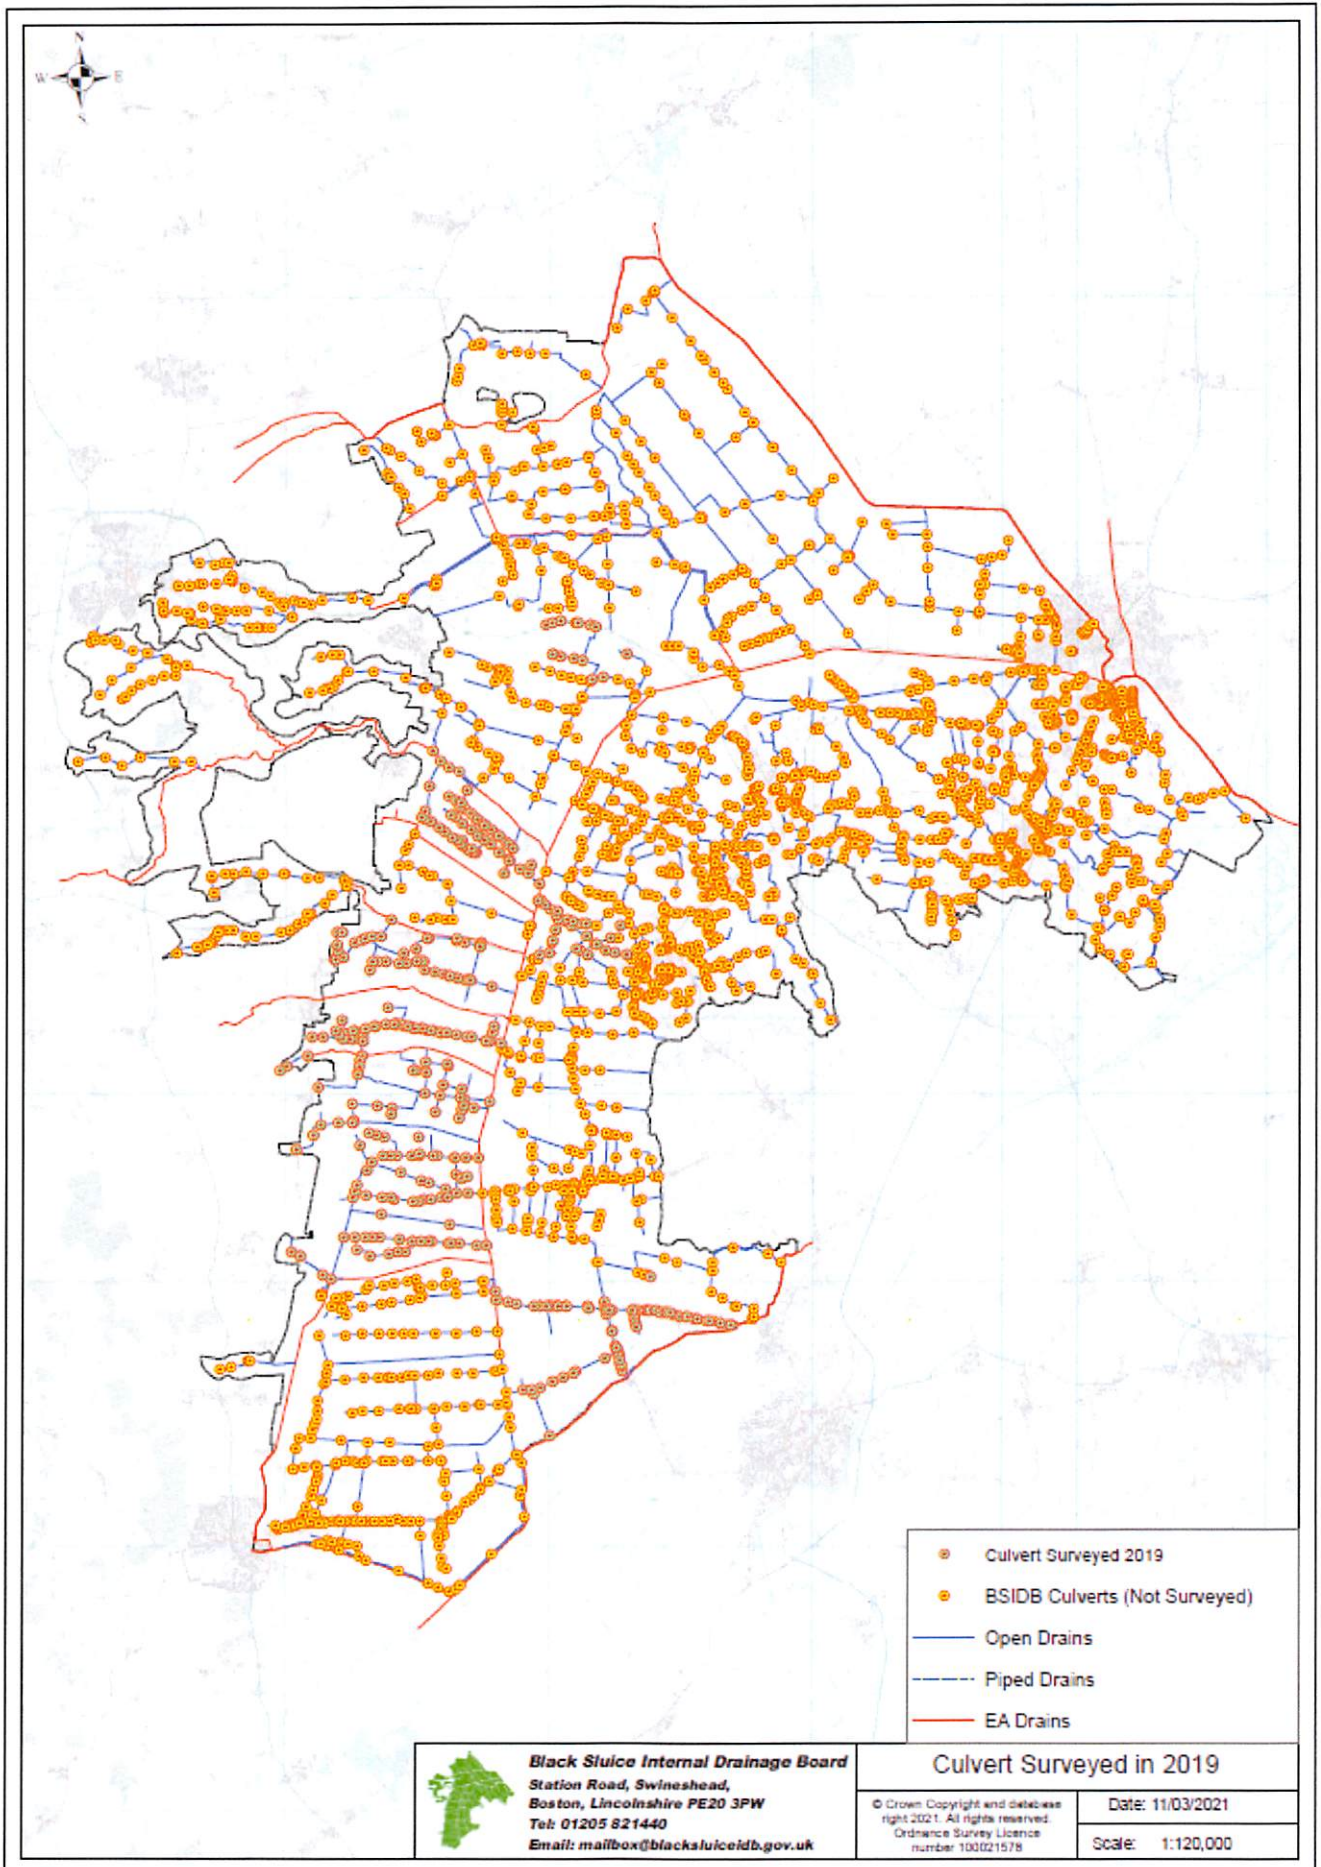 N
W E
S
Culvert Surveyed 2019
BSIDB Culverts (Not Surveyed)
Open Drains
Piped Drains
EA Drains
Black Sluice Internal Drainage Board
Station Road, Swineshead,
Boston, Lincolnshire PE20 3PW
Tel: 01205 821440
Email: mailbox@blacksluiceidb.gov.uk
Culvert Surveyed in 2019
© Crown Copyright and database
right 2021. All rights reserved.
Ordnance Survey Licence
number 100021578
Date: 11/03/2021
Scale: 1:120,000